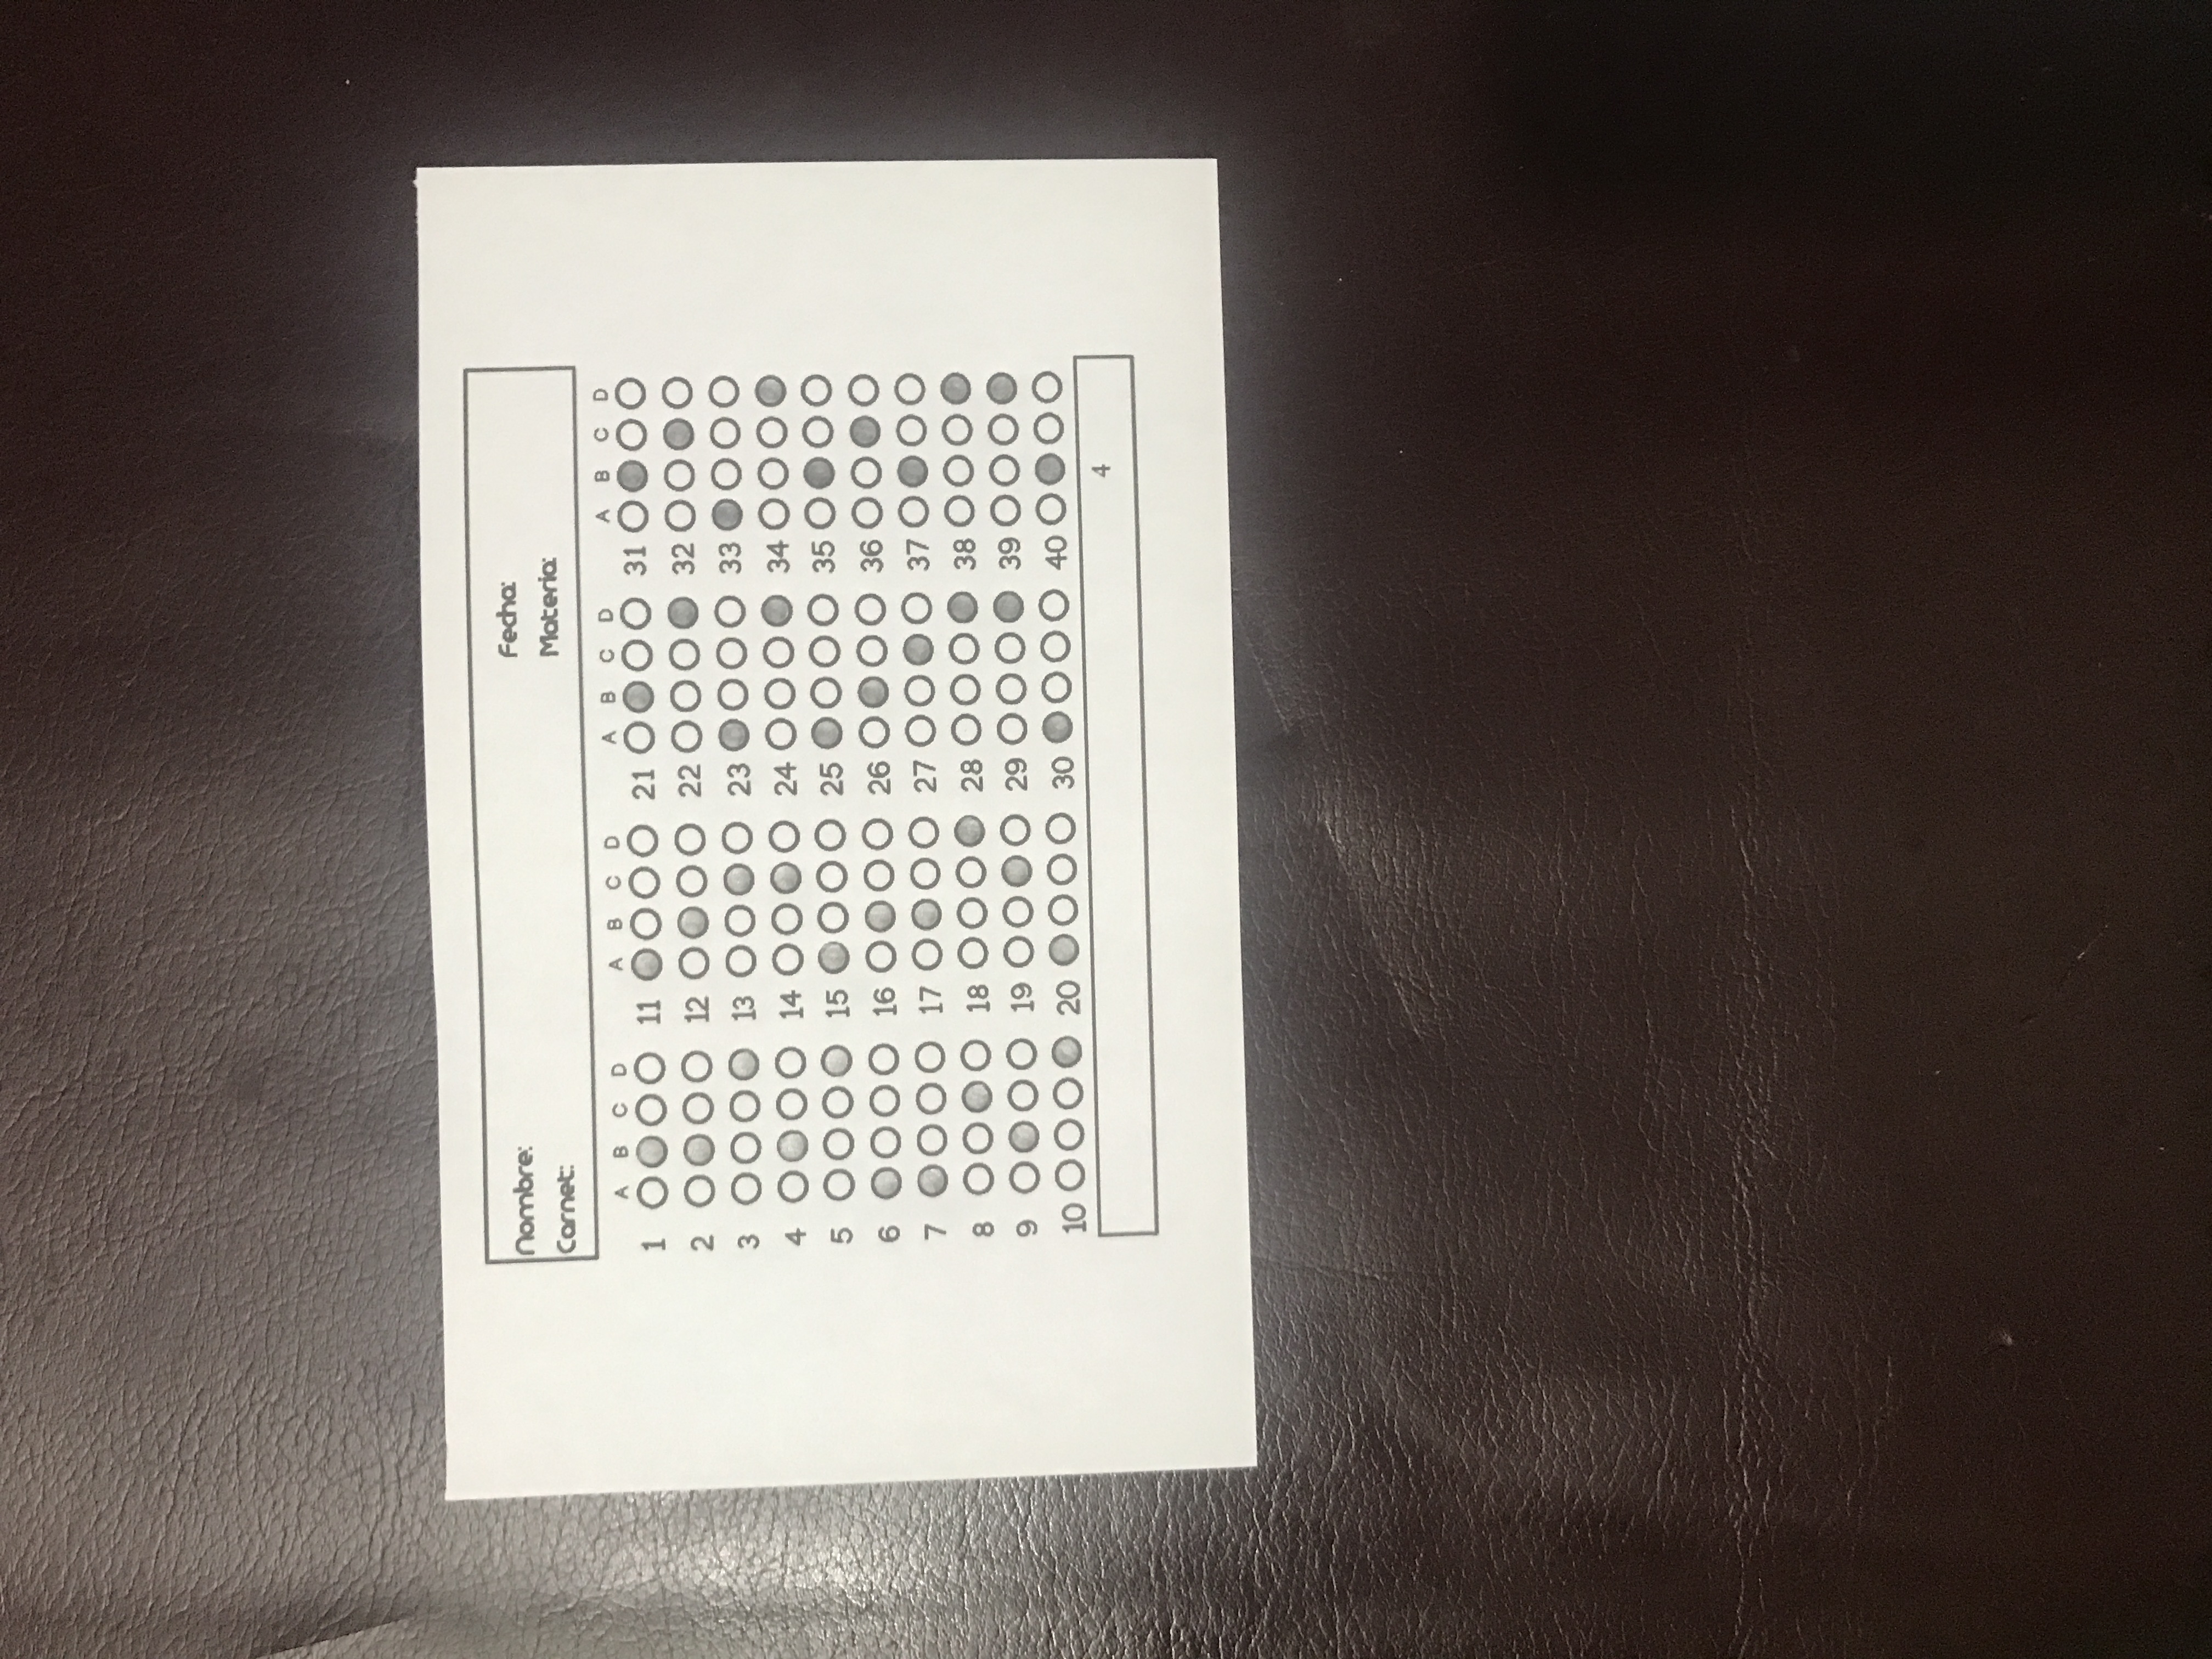 Nombre: Fecha:
Carnet: Materia:
A B C D A B C D A B C D A B C D
1 11 21 31
2 12 22 32
3 13 23 33
4 14 24 34
5 15 25 35
6 16 26 36
7 17 27 37
8 18 28 38
9 19 29 39
10 20 30 40
4